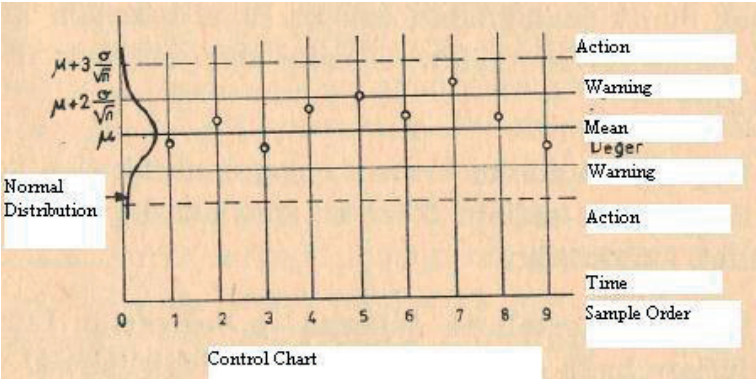 Action
μ+3 σ/√n
Warning
μ+2 σ/√n
Mean
μ
Değer
Warning
Normal
Distribution
Action
Time
0 1 2 3 4 5 6 7 8 9
Sample Order
Control Chart